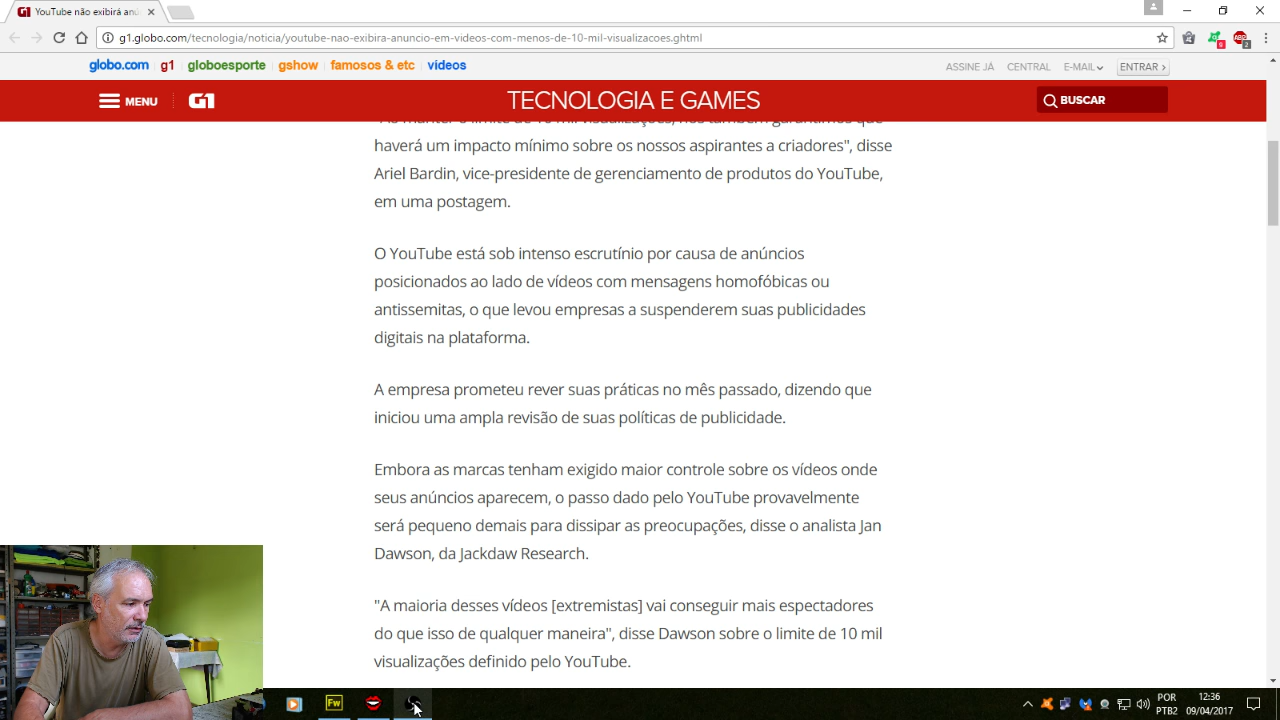 YouTube não exibirá anú
g1.globo.com/tecnologia/noticia/youtube-nao-exibira-anuncio-em-videos-com-menos-de-10-mil-visualizacoes.ghtml
globo.com g1 globoesporte gshow famosos & etc vídeos
ASSINE JÁ CENTRAL E-MAIL ENTRAR
MENU G1 TECNOLOGIA E GAMES BUSCAR
"Ao manter o limite de 10 mil visualizações, nós também garantimos que
haverá um impacto mínimo sobre os nossos aspirantes a criadores", disse
Ariel Bardin, vice-presidente de gerenciamento de produtos do YouTube,
em uma postagem.
O YouTube está sob intenso escrutínio por causa de anúncios
posicionados ao lado de vídeos com mensagens homofóbicas ou
antissemitas, o que levou empresas a suspenderem suas publicidades
digitais na plataforma.
A empresa prometeu rever suas práticas no mês passado, dizendo que
iniciou uma ampla revisão de suas políticas de publicidade.
Embora as marcas tenham exigido maior controle sobre os vídeos onde
seus anúncios aparecem, o passo dado pelo YouTube provavelmente
será pequeno demais para dissipar as preocupações, disse o analista Jan
Dawson, da Jackdaw Research.
"A maioria desses vídeos [extremistas] vai conseguir mais espectadores
do que isso de qualquer maneira", disse Dawson sobre o limite de 10 mil
visualizações definido pelo YouTube.
Fw
POR
PTB2
12:36
09/04/2017